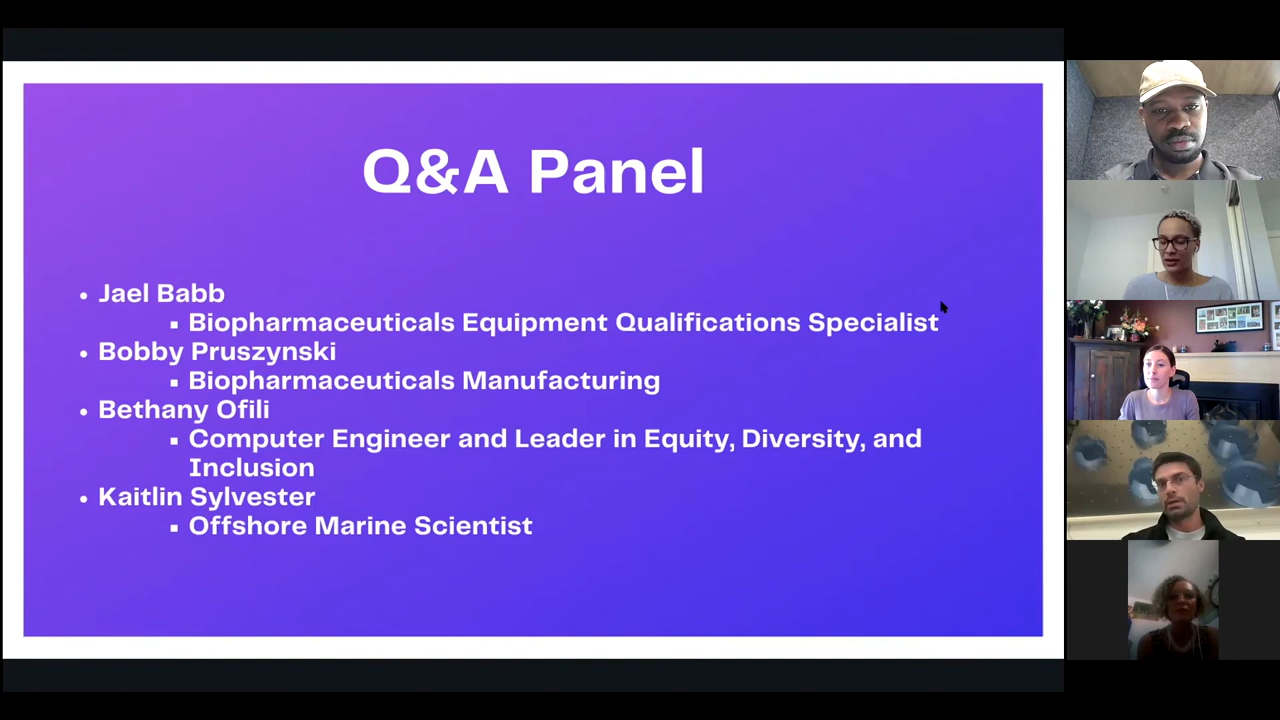 Q&A Panel
• Jael Babb
▪ Biopharmaceuticals Equipment Qualifications Specialist
• Bobby Pruszynski
▪ Biopharmaceuticals Manufacturing
• Bethany Ofili
▪ Computer Engineer and Leader in Equity, Diversity, and
Inclusion
• Kaitlin Sylvester
▪ Offshore Marine Scientist